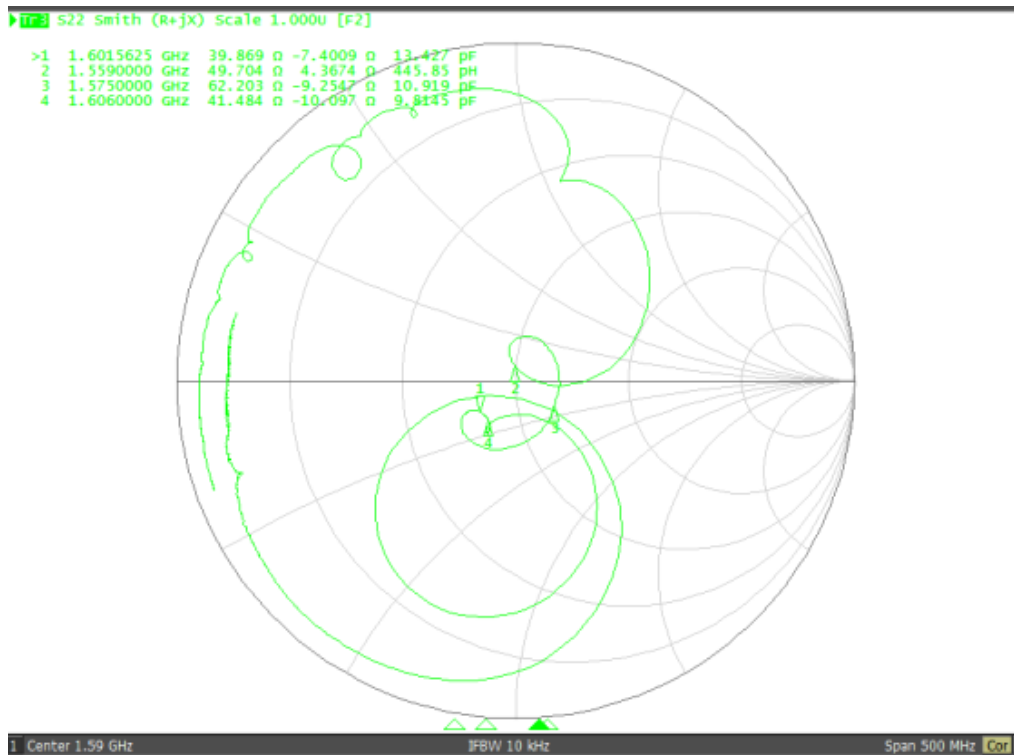 Tr3 S22 Smith (R+jX) Scale 1.000U [F2]
>1 1.6015625 GHz 39.869 Ω -7.4009 Ω 13.427 pF
2 1.5590000 GHz 49.704 Ω 4.3674 Ω 445.85 pH
3 1.5750000 GHz 62.203 Ω -9.2547 Ω 10.919 pF
4 1.6060000 GHz 41.484 Ω -10.097 Ω 9.8145 pF
1
2
3
4
1 Center 1.59 GHz IFBW 10 kHz Span 500 MHz Cor